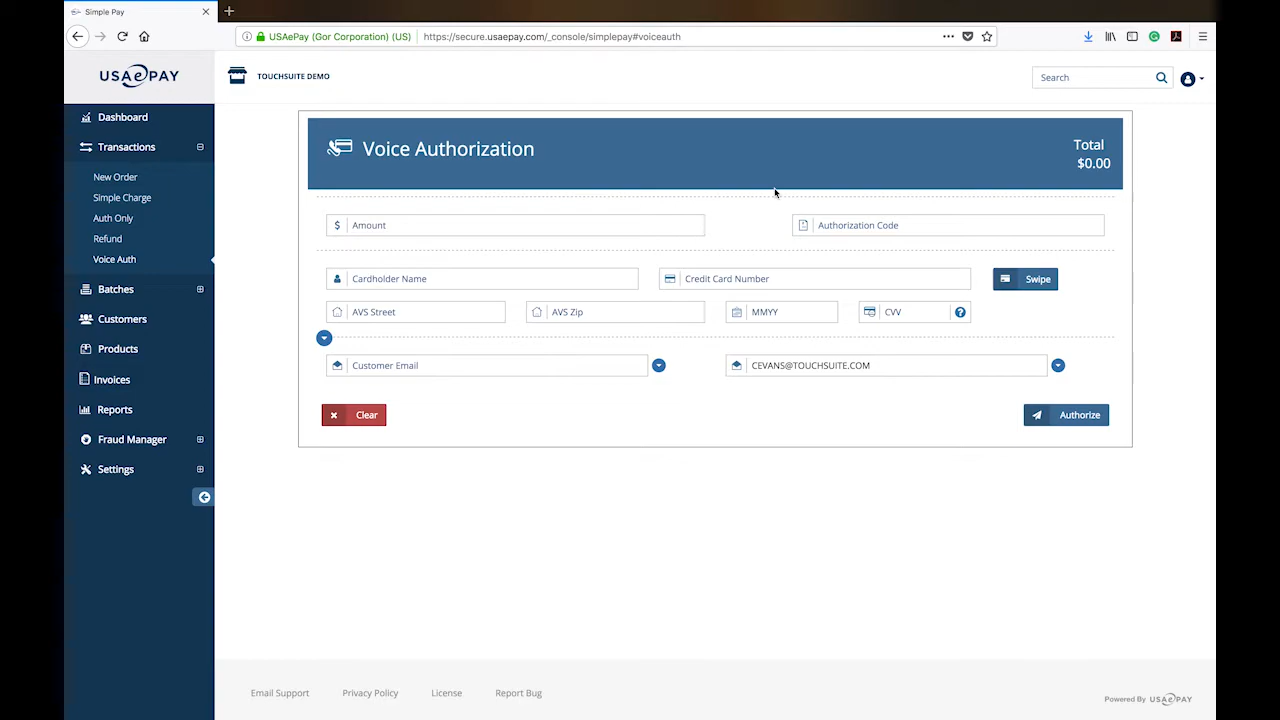 Simple Pay
USAePay (Gor Corporation) (US)
https://secure.usaepay.com/_console/simplepay#voiceauth
USAePAY
TOUCHSUITE DEMO
Search
Dashboard
Transactions
New Order
Simple Charge
Auth Only
Refund
Voice Auth
Batches
Customers
Products
Invoices
Reports
Fraud Manager
Settings
Voice Authorization
Total
$0.00
$ Amount
Authorization Code
Cardholder Name
Credit Card Number
Swipe
AVS Street
AVS Zip
MMYY
CVV
?
Customer Email
CEVANS@TOUCHSUITE.COM
Clear
Authorize
Email Support
Privacy Policy
License
Report Bug
Powered By USAePAY